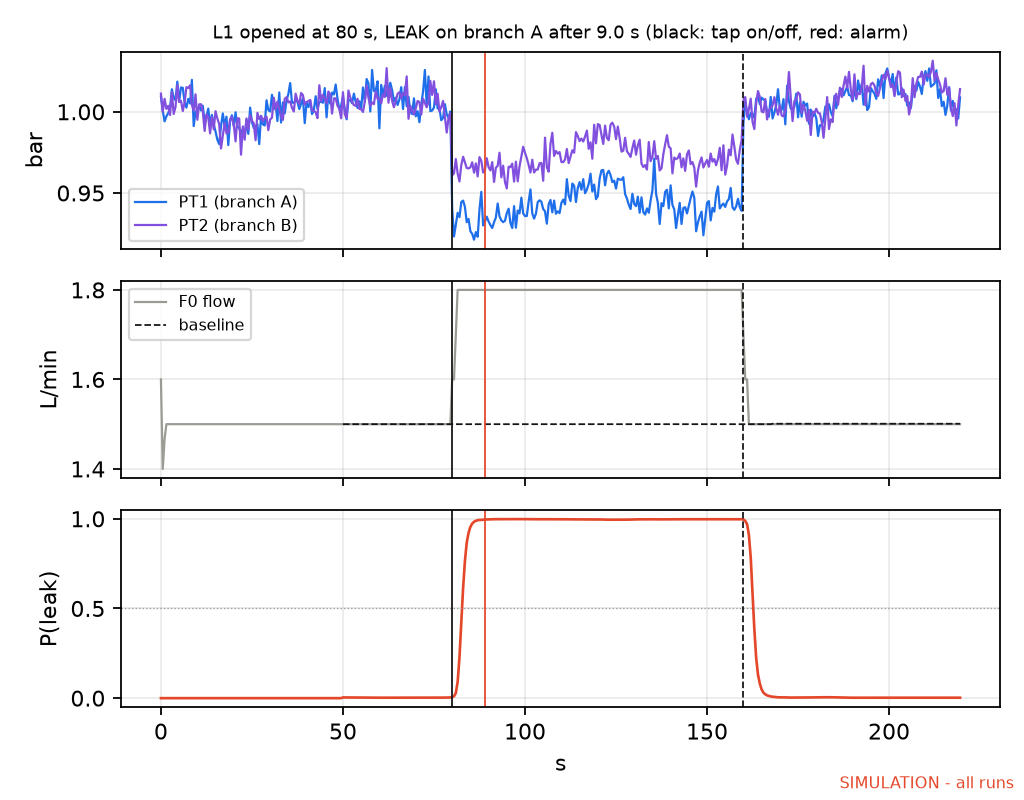 L1 opened at 80 s, LEAK on branch A after 9.0 s (black: tap on/off, red: alarm)
1.00
0.95
bar
PT1 (branch A)
PT2 (branch B)
1.8
1.6
1.4
L/min
F0 flow
baseline
1.0
0.5
0.0
P(leak)
0
50
100
150
200
s
SIMULATION - all runs